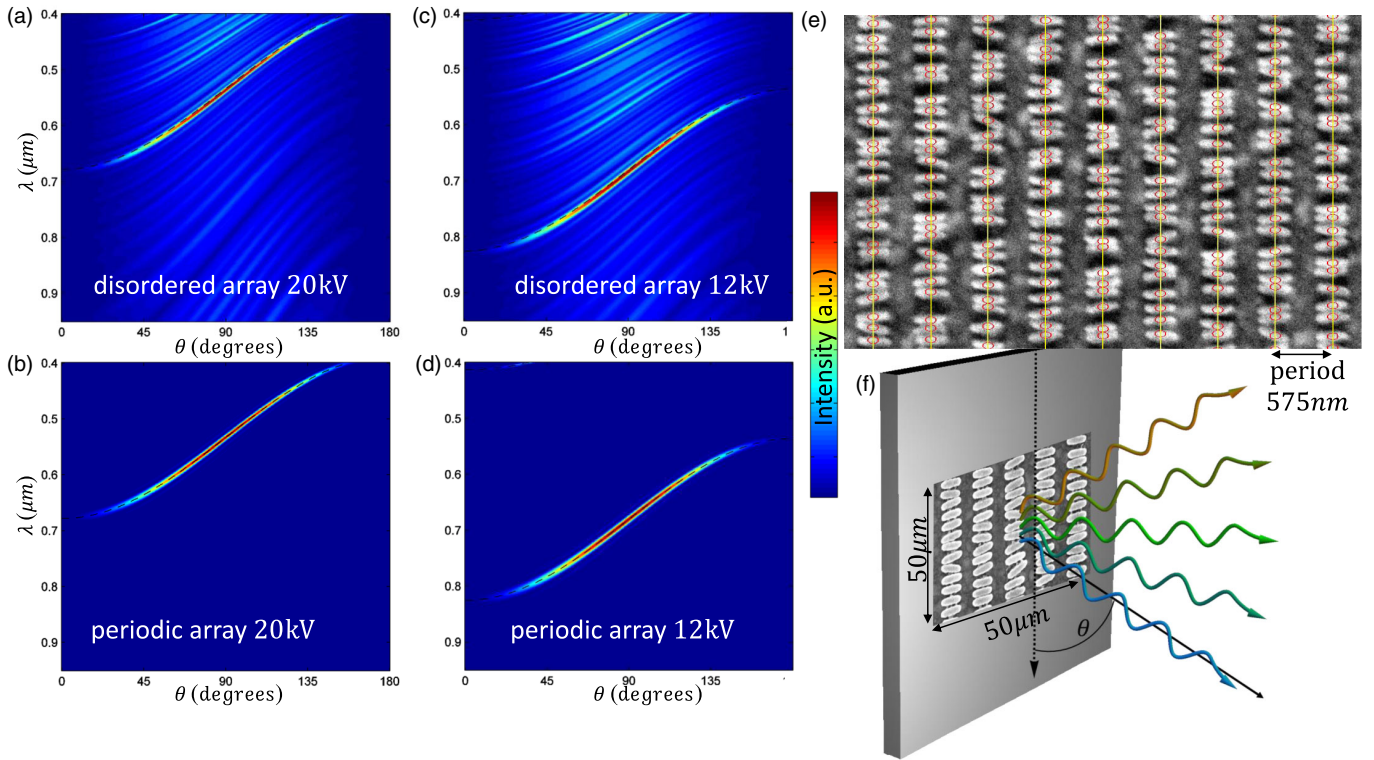 (a)
0.4
0.5
0.6
0.7
0.8
0.9
λ (μm)
disordered array 20kV
0 45 90 135 180
θ (degrees)
(b)
0.4
0.5
0.6
0.7
0.8
0.9
λ (μm)
periodic array 20kV
0 45 90 135 180
θ (degrees)
(c)
0.4
0.5
0.6
0.7
0.8
0.9
disordered array 12kV
0 45 90 135 1
θ (degrees)
(d)
0.4
0.5
0.6
0.7
0.8
0.9
periodic array 12kV
0 45 90 135
θ (degrees)
Intensity (a.u.)
(e)
period
575nm
(f)
50μm
50μm
θ